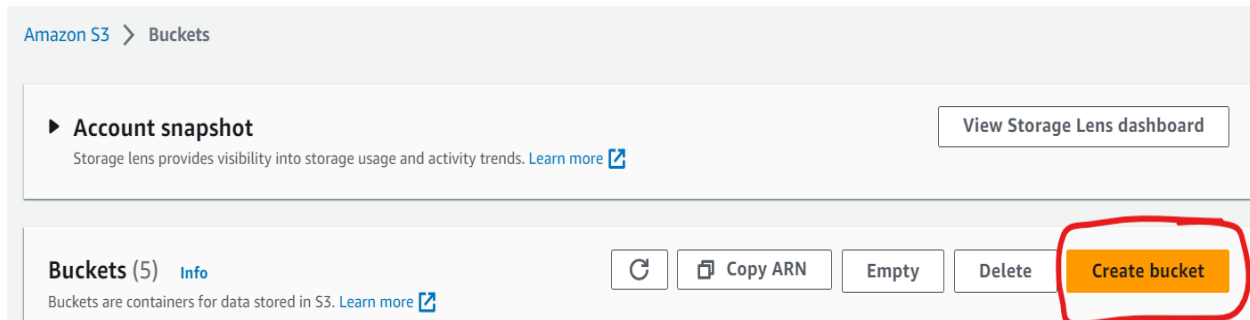 Amazon S3 > Buckets
Account snapshot
View Storage Lens dashboard
Storage lens provides visibility into storage usage and activity trends. Learn more
Buckets (5) Info
Copy ARN
Empty
Delete
Create bucket
Buckets are containers for data stored in S3. Learn more